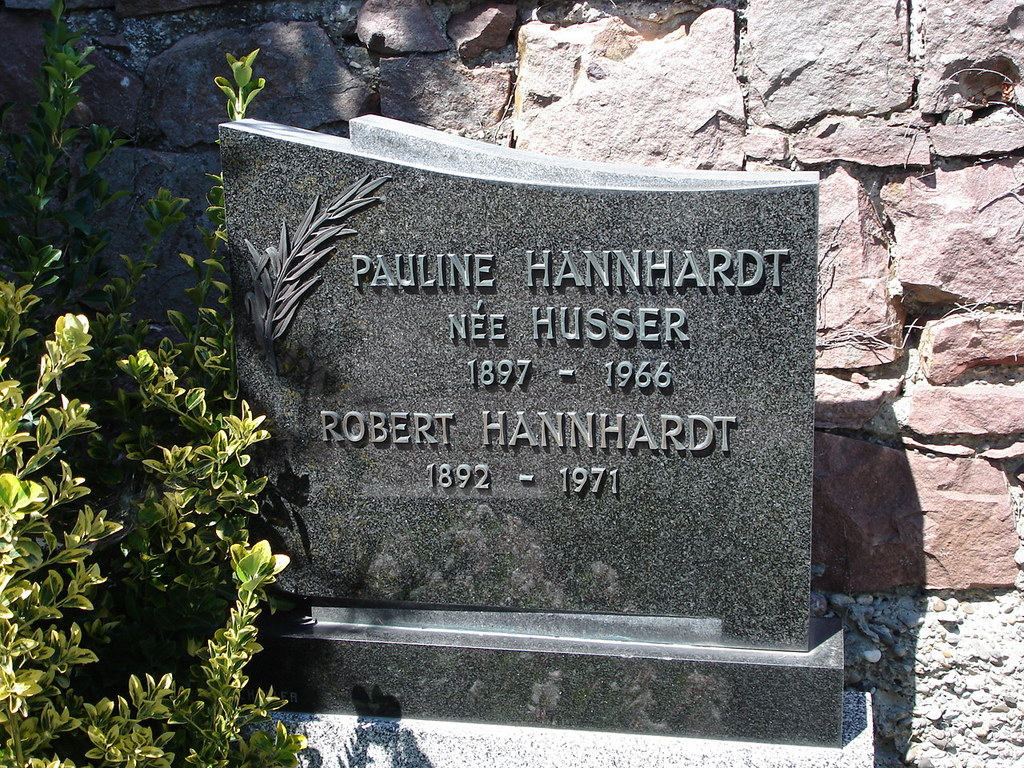 PAULINE HANNHARDT
NÉE HUSSER
1897 - 1966
ROBERT HANNHARDT
1892 - 1971